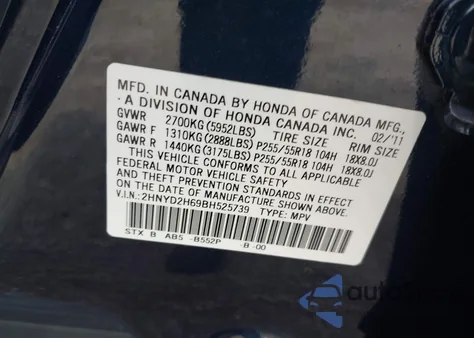 MFD. IN CANADA BY HONDA OF CANADA MFG.,
A DIVISION OF HONDA CANADA INC. 02/11
GVWR 2700KG(5952LBS) TIRE SIZE RIM SIZE
GAWR F 1310KG(2888LBS) P255/55R18 104H 18X8.0J
GAWR R 1440KG(3175LBS) P255/55R18 104H 18X8.0J
THIS VEHICLE CONFORMS TO ALL APPLICABLE
FEDERAL MOTOR VEHICLE SAFETY STANDARDS IN
EFFECT ON THE DATE OF MANUFACTURE SHOWN ABOVE.
V.I.N.: 2HNYD2H69BH525739 TYPE: MPV
STX B AB5 -B552P -B -00